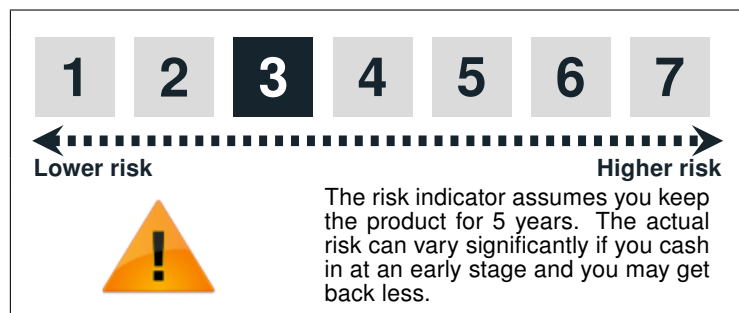 1 2 3 4 5 6 7
Lower risk Higher risk
!
The risk indicator assumes you keep
the product for 5 years. The actual
risk can vary significantly if you cash
in at an early stage and you may get
back less.